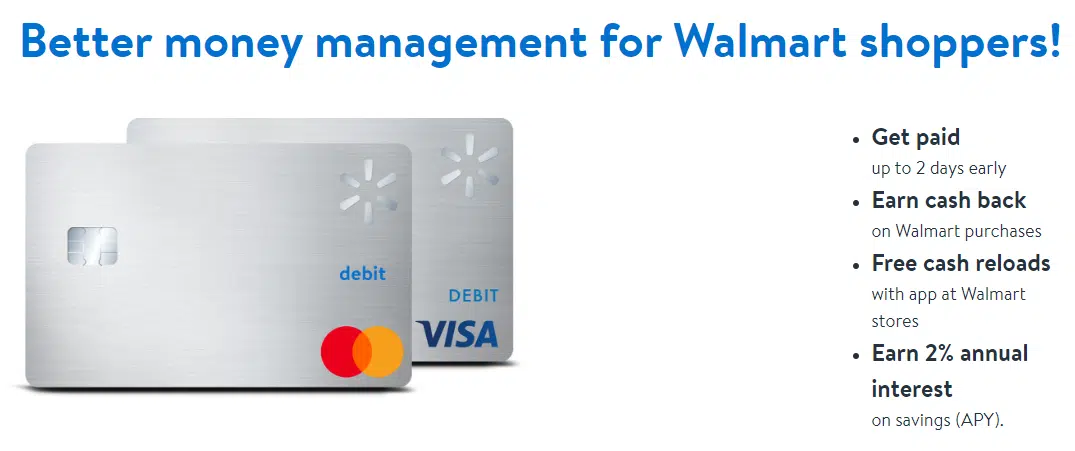 Better money management for Walmart shoppers!
debit
DEBIT
VISA
• Get paid
up to 2 days early
• Earn cash back
on Walmart purchases
• Free cash reloads
with app at Walmart
stores
• Earn 2% annual
interest
on savings (APY).